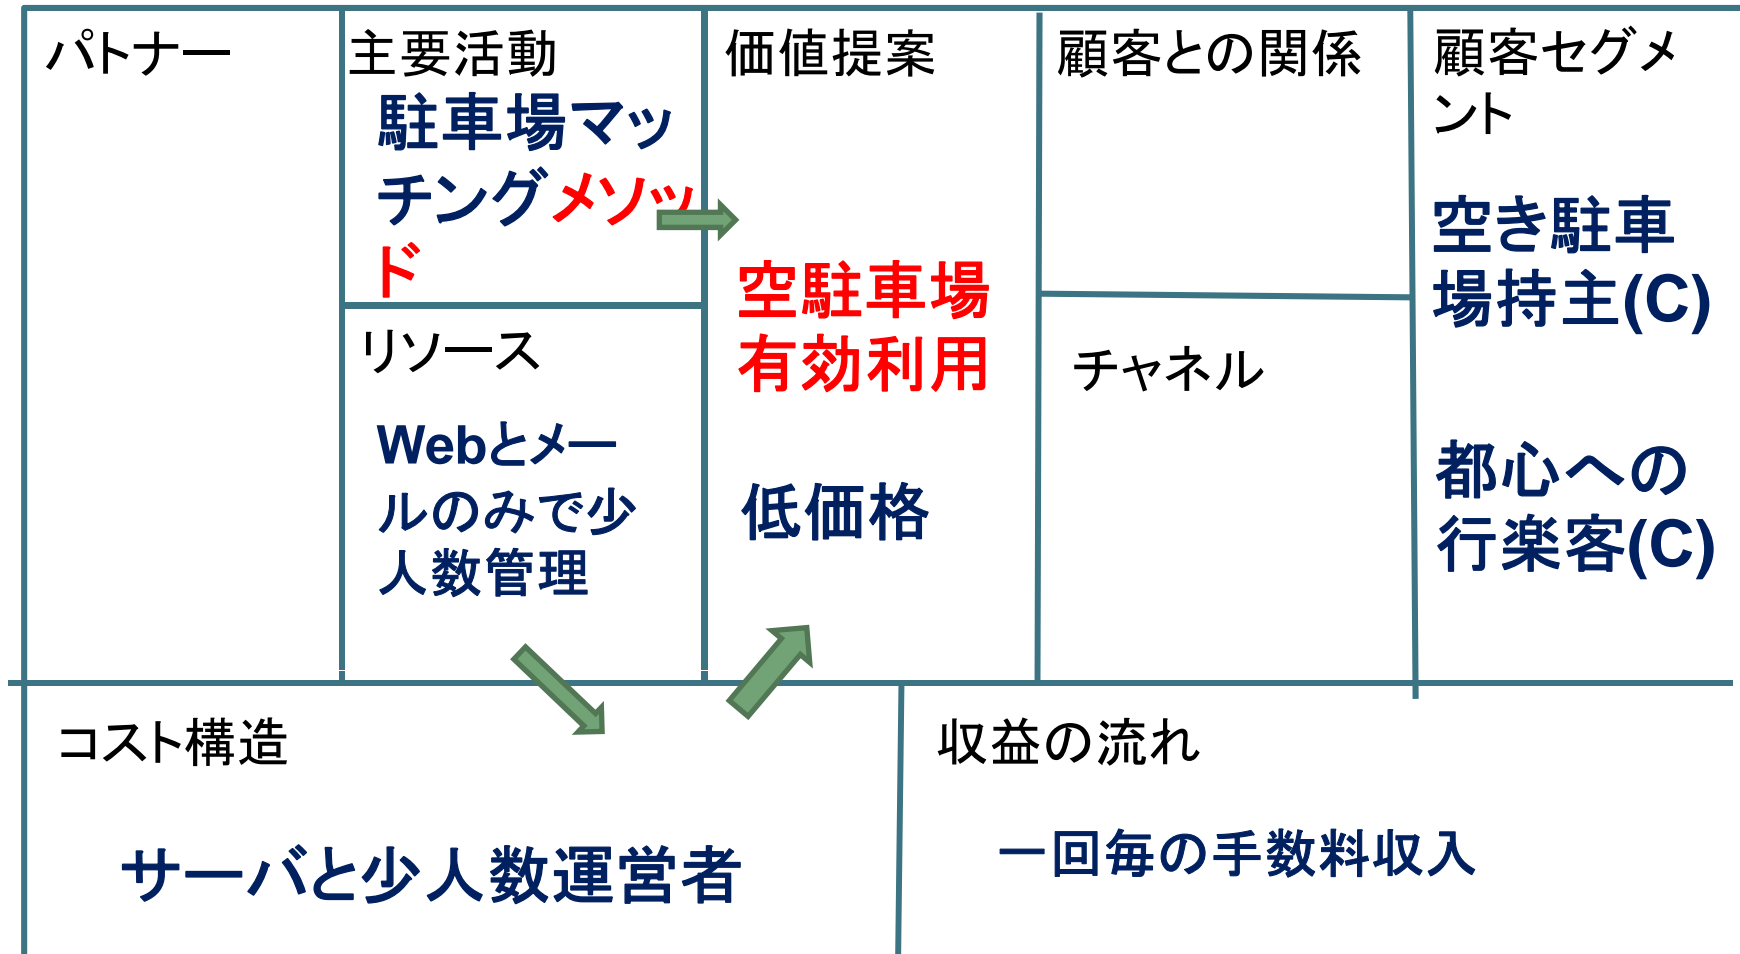 パトナー
主要活動
駐車場マッ
チングメソッ
ド
リソース
Webとメー
ルのみで少
人数管理
価値提案
空駐車場
有効利用
低価格
顧客との関係
チャネル
顧客セグメ
ント
空き駐車
場持主(C)
都心への
行楽客(C)
コスト構造
サーバと少人数運営者
収益の流れ
一回毎の手数料収入